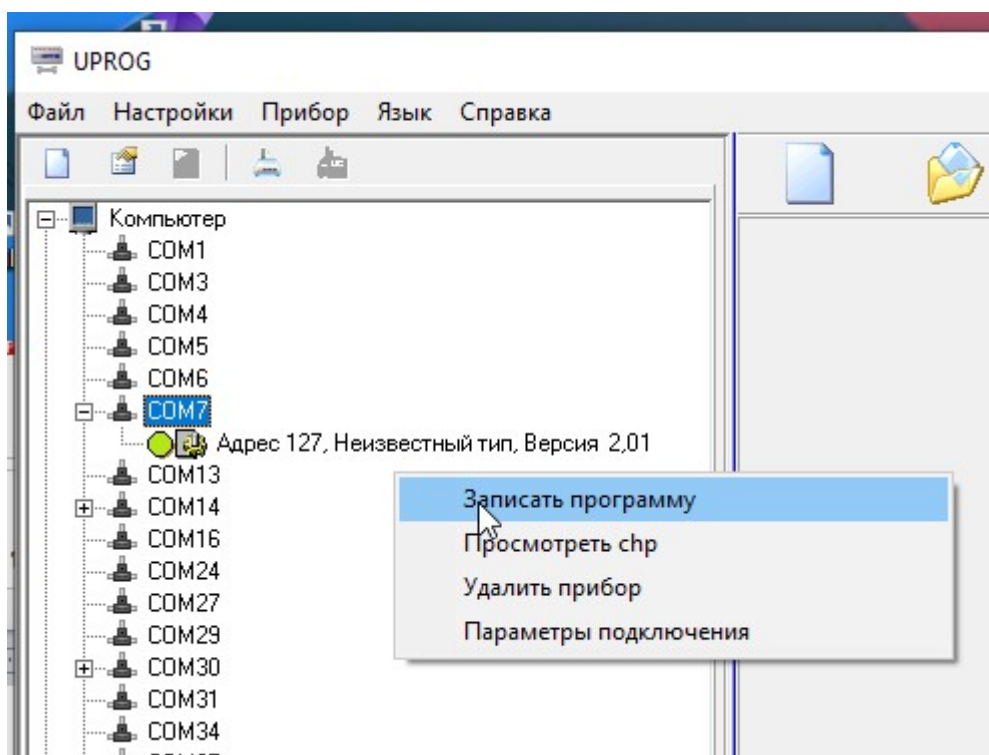 UPROG
Файл Настройки Прибор Язык Справка
Компьютер
COM1
COM3
COM4
COM5
COM6
COM7
Адрес 127, Неизвестный тип, Версия 2,01
COM13
COM14
COM16
COM24
COM27
COM29
COM30
COM31
COM34
Записать программу
Просмотреть chp
Удалить прибор
Параметры подключения